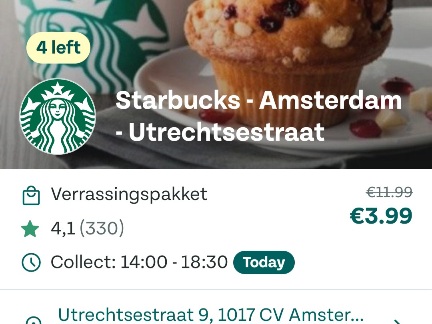 4 left
Starbucks - Amsterdam
- Utrechtsestraat
Verrassingspakket
€11.99
€3.99
4,1 (330)
Collect: 14:00 - 18:30 Today
Utrechtsestraat 9, 1017 CV Amster...